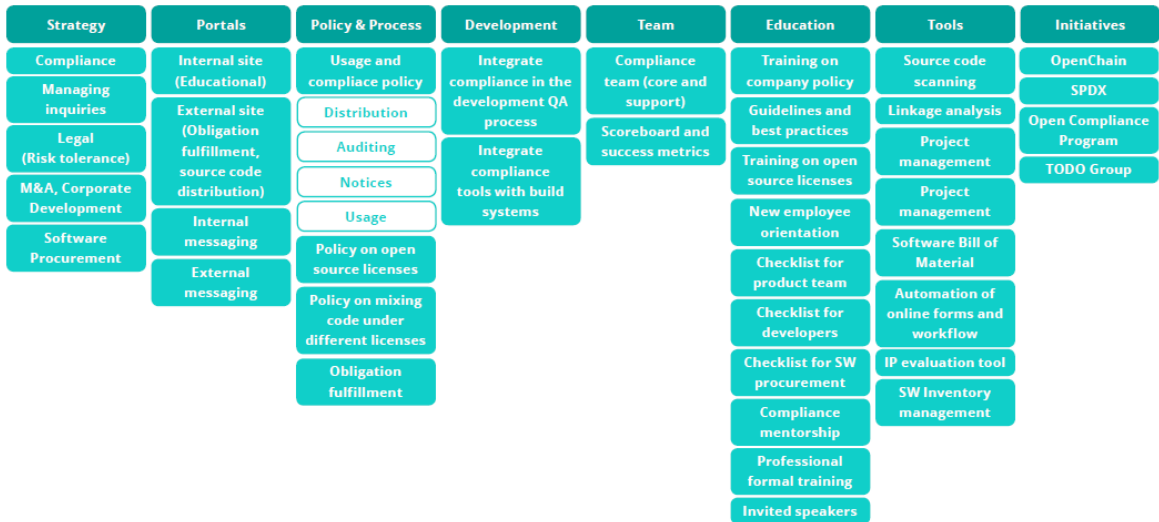 Strategy
Compliance
Managing
inquiries
Legal
(Risk tolerance)
M&A, Corporate
Development
Software
Procurement
Portals
Internal site
(Educational)
External site
(Obligation
fulfillment,
source code
distribution)
Internal
messaging
External
messaging
Policy & Process
Usage and
compliace policy
Distribution
Auditing
Notices
Usage
Policy on open
source licenses
Policy on mixing
code under
different licenses
Obligation
fulfillment
Development
Integrate
compliance in the
development QA
process
Integrate
compliance
tools with build
systems
Team
Compliance
team (core and
support)
Scoreboard and
success metrics
Education
Training on
company policy
Guidelines and
best practices
Training on open
source licenses
New employee
orientation
Checklist for
product team
Checklist for
developers
Checklist for SW
procurement
Compliance
mentorship
Professional
formal training
Invited speakers
Tools
Source code
scanning
Linkage analysis
Project
management
Project
management
Software Bill of
Material
Automation of
online forms and
workflow
IP evaluation tool
SW Inventory
management
Initiatives
OpenChain
SPDX
Open Compliance
Program
TODO Group